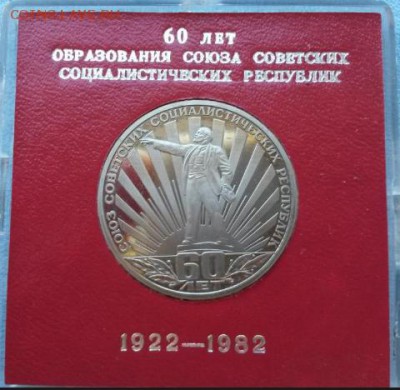 60 ЛЕТ
ОБРАЗОВАНИЯ СОЮЗА СОВЕТСКИХ
СОЦИАЛИСТИЧЕСКИХ РЕСПУБЛИК
СОЮЗ СОВЕТСКИХ СОЦИАЛИСТИЧЕСКИХ РЕСПУБЛИК
60
ЛЕТ
1922—1982